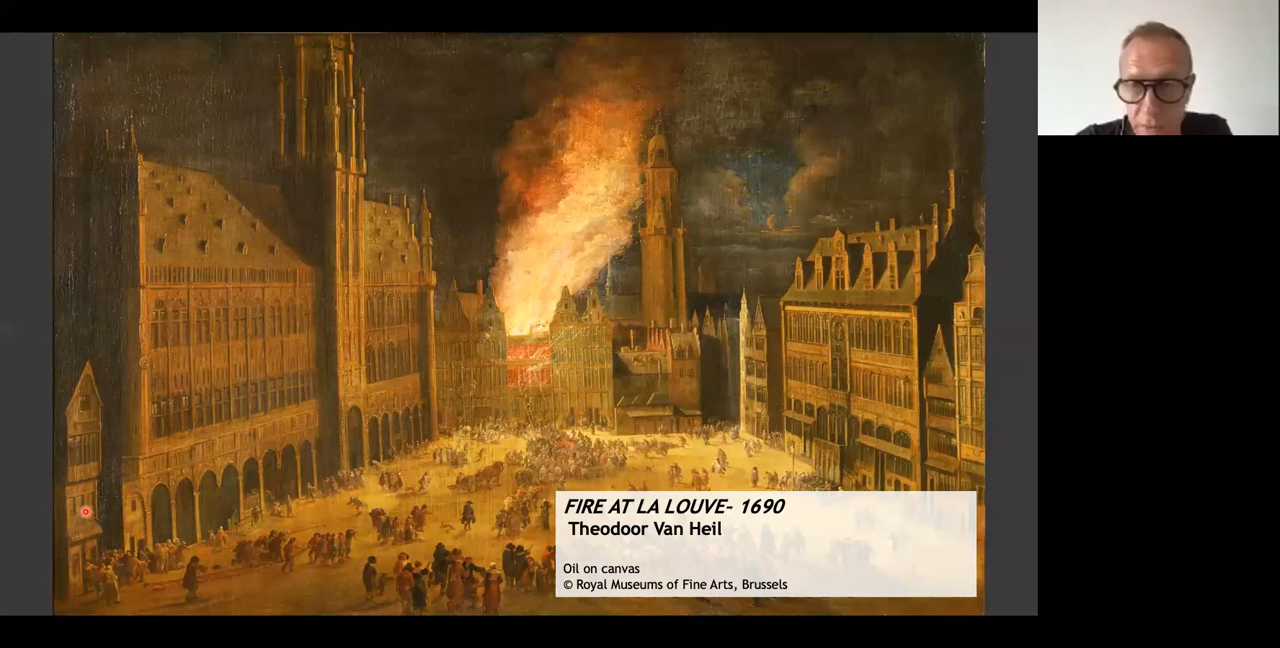 FIRE AT LA LOUVE- 1690
Theodoor Van Heil
Oil on canvas
© Royal Museums of Fine Arts, Brussels